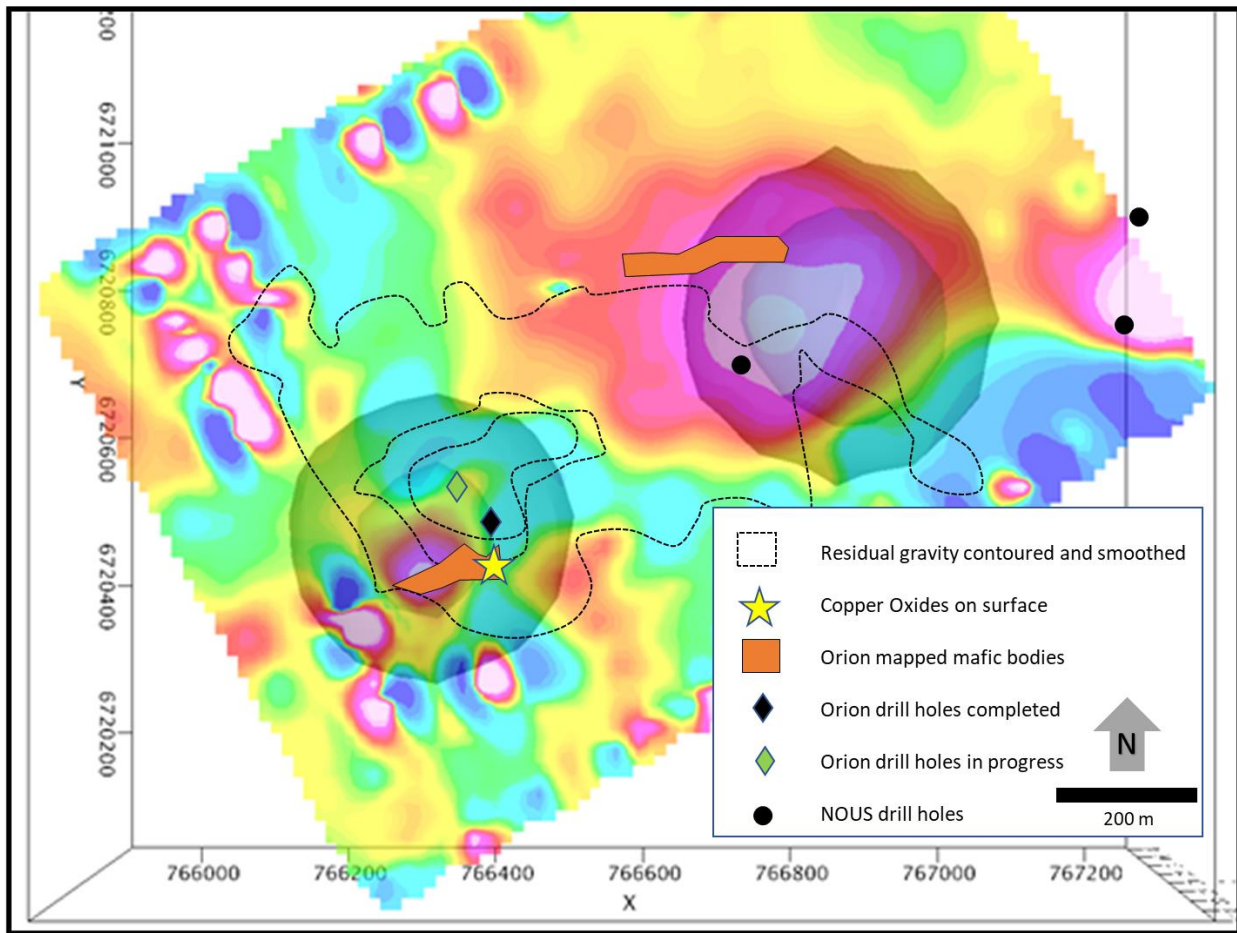 00
6721000
6720800
Y
6720600
6720400
6720200
Residual gravity contoured and smoothed
Copper Oxides on surface
Orion mapped mafic bodies
Orion drill holes completed
Orion drill holes in progress
NOUS drill holes
N
200 m
766000
766200
766400
766600
766800
767000
767200
X